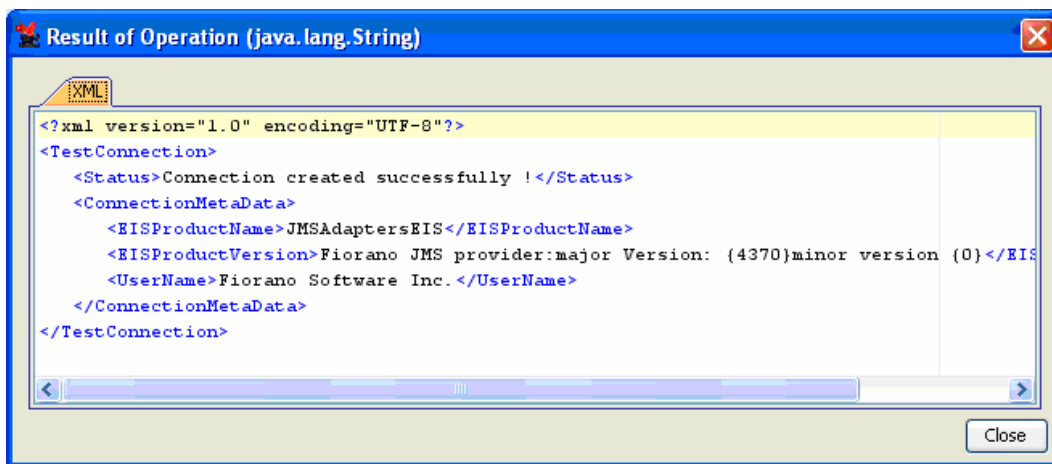 Result of Operation (java.lang.String)
XML
<?xml version="1.0" encoding="UTF-8"?>
<TestConnection>
<Status>Connection created successfully !</Status>
<ConnectionMetaData>
<EISProductName>JMSAdaptersEIS</EISProductName>
<EISProductVersion>Fiorano JMS provider:major Version: {4370}minor version {0}</EIS
<UserName>Fiorano Software Inc.</UserName>
</ConnectionMetaData>
</TestConnection>
Close